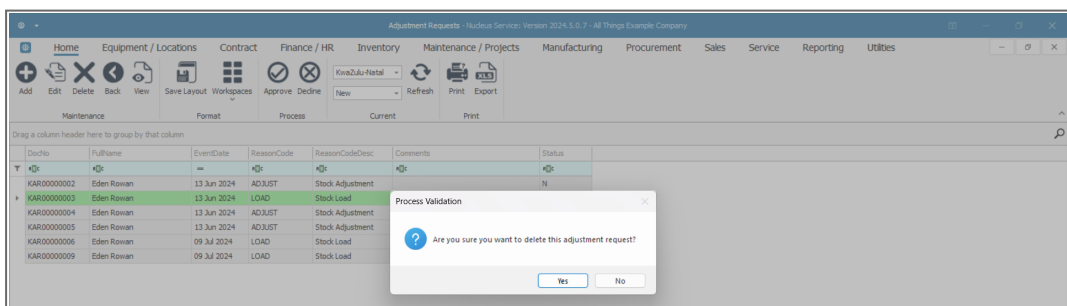 Adjustment Requests - Nucleus Service: Version 2024.5.0.7 - All Things Example Company
Home Equipment / Locations Contract Finance / HR Inventory Maintenance / Projects Manufacturing Procurement Sales Service Reporting Utilities
Add Edit Delete Back View Save Layout Workspaces Approve Decline KwaZulu-Natal New Refresh Print Export
Maintenance Format Process Current Print
Drag a column header here to group by that column
DocNo FullName EventDate ReasonCode ReasonCodeDesc Comments Status
KAR00000002 Eden Rowan 13 Jun 2024 ADJUST Stock Adjustment N
KAR00000003 Eden Rowan 13 Jun 2024 LOAD Stock Load
KAR00000004 Eden Rowan 13 Jun 2024 ADJUST Stock Adjustment
KAR00000005 Eden Rowan 13 Jun 2024 ADJUST Stock Adjustment
KAR00000006 Eden Rowan 09 Jul 2024 LOAD Stock Load
KAR00000009 Eden Rowan 09 Jul 2024 LOAD Stock Load
Process Validation
Are you sure you want to delete this adjustment request?
Yes No